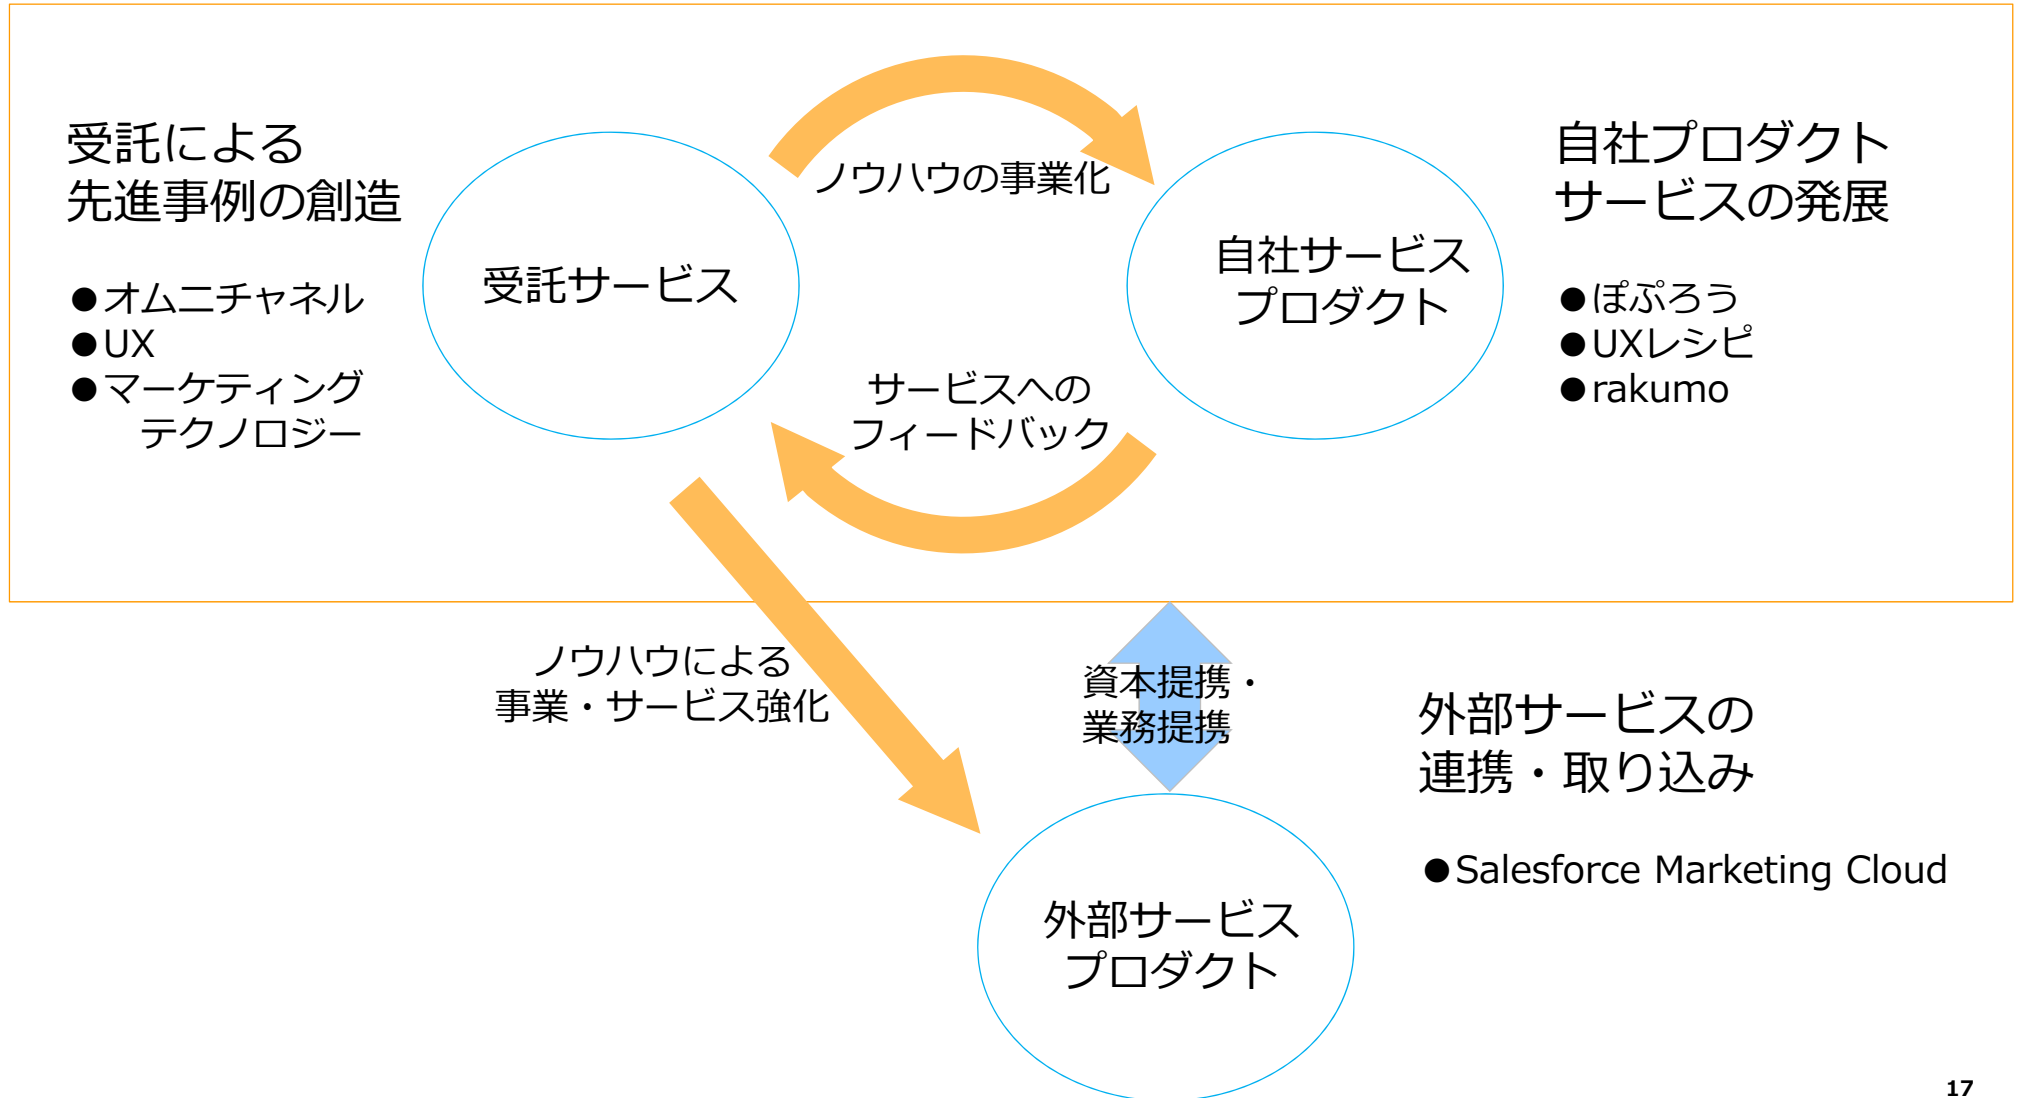 受託による
先進事例の創造
●オムニチャネル
●UX
●マーケティング
テクノロジー
受託サービス
ノウハウの事業化
サービスへの
フィードバック
自社サービス
プロダクト
自社プロダクト
サービスの発展
●ぽぷろう
●UXレシピ
●rakumo
ノウハウによる
事業・サービス強化
資本提携・
業務提携
外部サービスの
連携・取り込み
●Salesforce Marketing Cloud
外部サービス
プロダクト
17